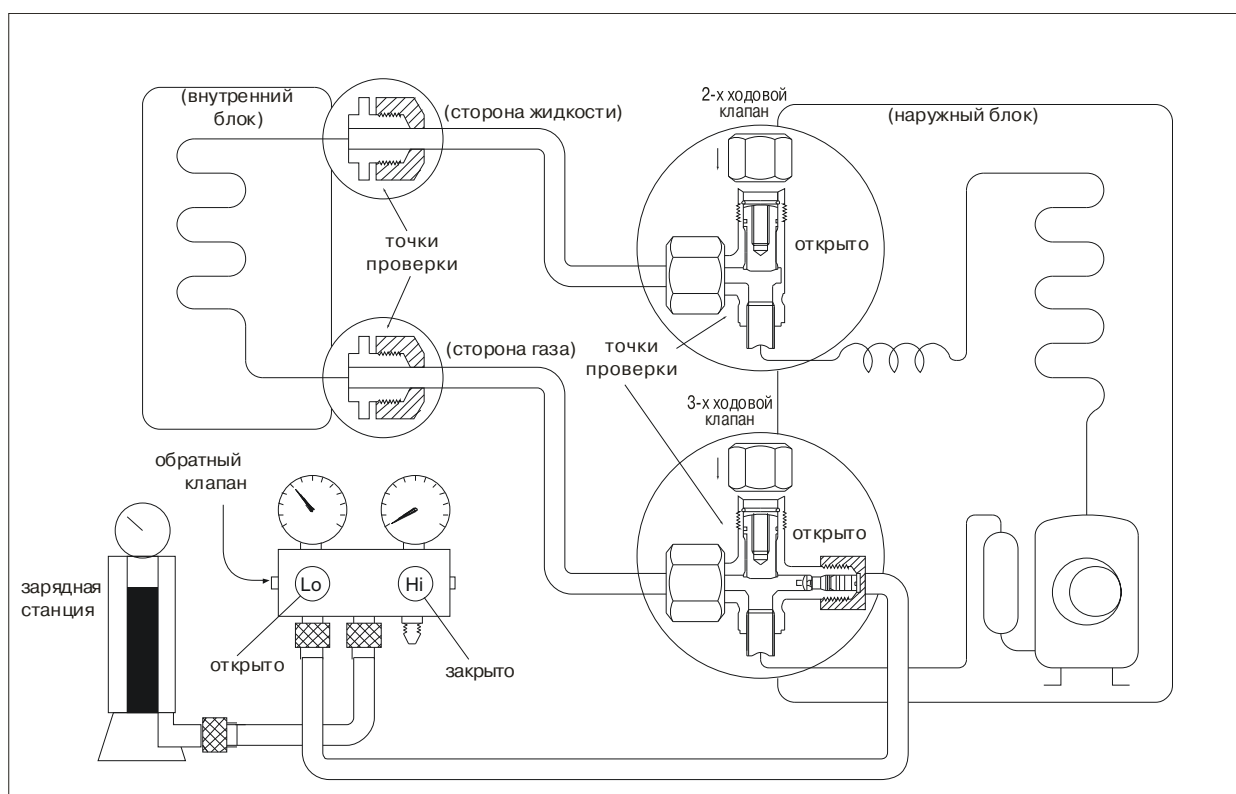 (внутренний
блок)
(сторона жидкости)
2-х ходовой
клапан
(наружный блок)
открыто
точки
проверки
(сторона газа)
точки
проверки
3-х ходовой
клапан
открыто
обратный
клапан
зарядная
станция
Lo
Hi
открыто
закрыто